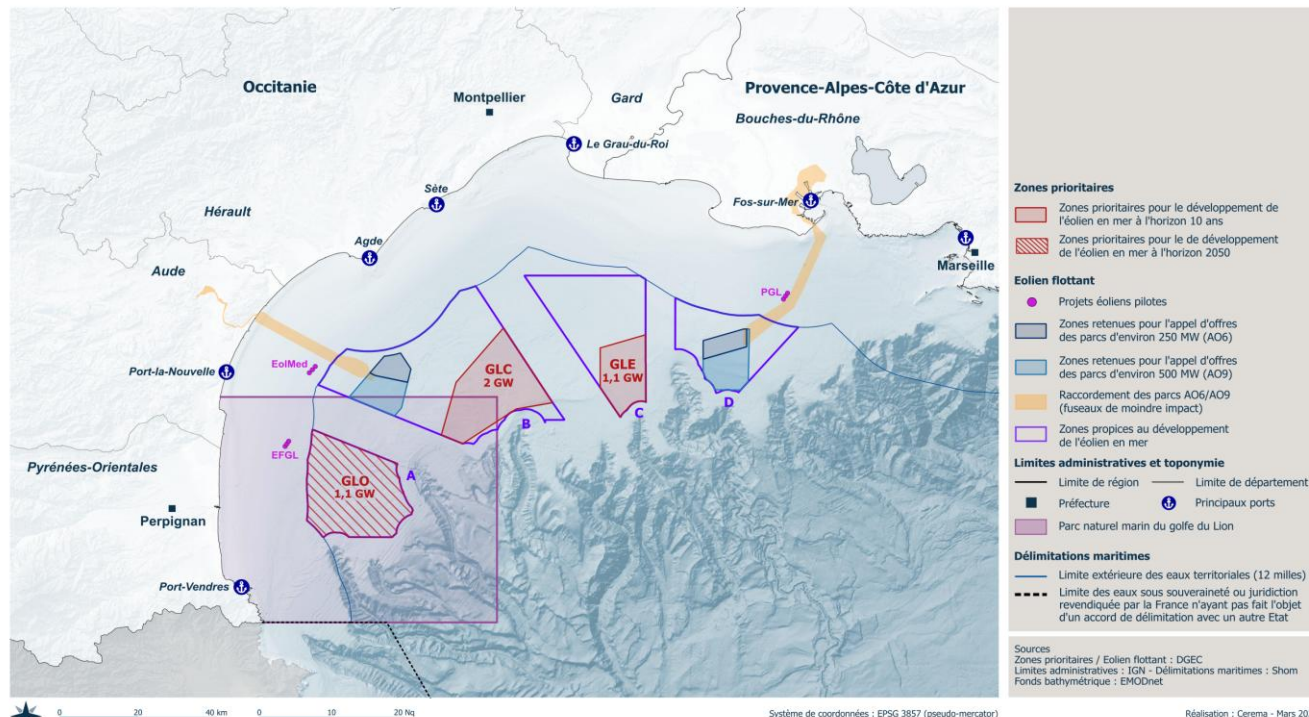 Occitanie
Provence-Alpes-Côte d'Azur
Gard
Montpellier
Bouches-du-Rhône
Le Grau-du-Roi
Sète
Fos-sur-Mer
Hérault
Agde
Marseille
Aude
PGL
EolMed
Port-la-Nouvelle
GLC
2 GW
GLE
1,1 GW
D
C
B
EFGL
Pyrénées-Orientales
A
GLO
1,1 GW
Perpignan
Port-Vendres
Zones prioritaires
Zones prioritaires pour le développement de
l'éolien en mer à l'horizon 10 ans
Zones prioritaires pour le de développement
de l'éolien en mer à l'horizon 2050
Eolien flottant
Projets éoliens pilotes
Zones retenues pour l'appel d'offres
des parcs d'environ 250 MW (AO6)
Zones retenues pour l'appel d'offres
des parcs d'environ 500 MW (AO9)
Raccordement des parcs AO6/AO9
(fuseaux de moindre impact)
Zones propices au développement
de l'éolien en mer
Limites administratives et toponymie
Limite de région
Limite de département
Préfecture
Principaux ports
Parc naturel marin du golfe du Lion
Délimitations maritimes
Limite extérieure des eaux territoriales (12 milles)
Limite des eaux sous souveraineté ou juridiction
revendiquée par la France n'ayant pas fait l'objet
d'un accord de délimitation avec un autre Etat
Sources
Zones prioritaires / Eolien flottant : DGEC
Limites administratives : IGN - Délimitations maritimes : Shom
Fonds bathymétrique : EMODnet
0 20 40 km 0 10 20 Nq
Système de coordonnées : EPSG 3857 (pseudo-mercator)
Réalisation : Cerema - Mars 20